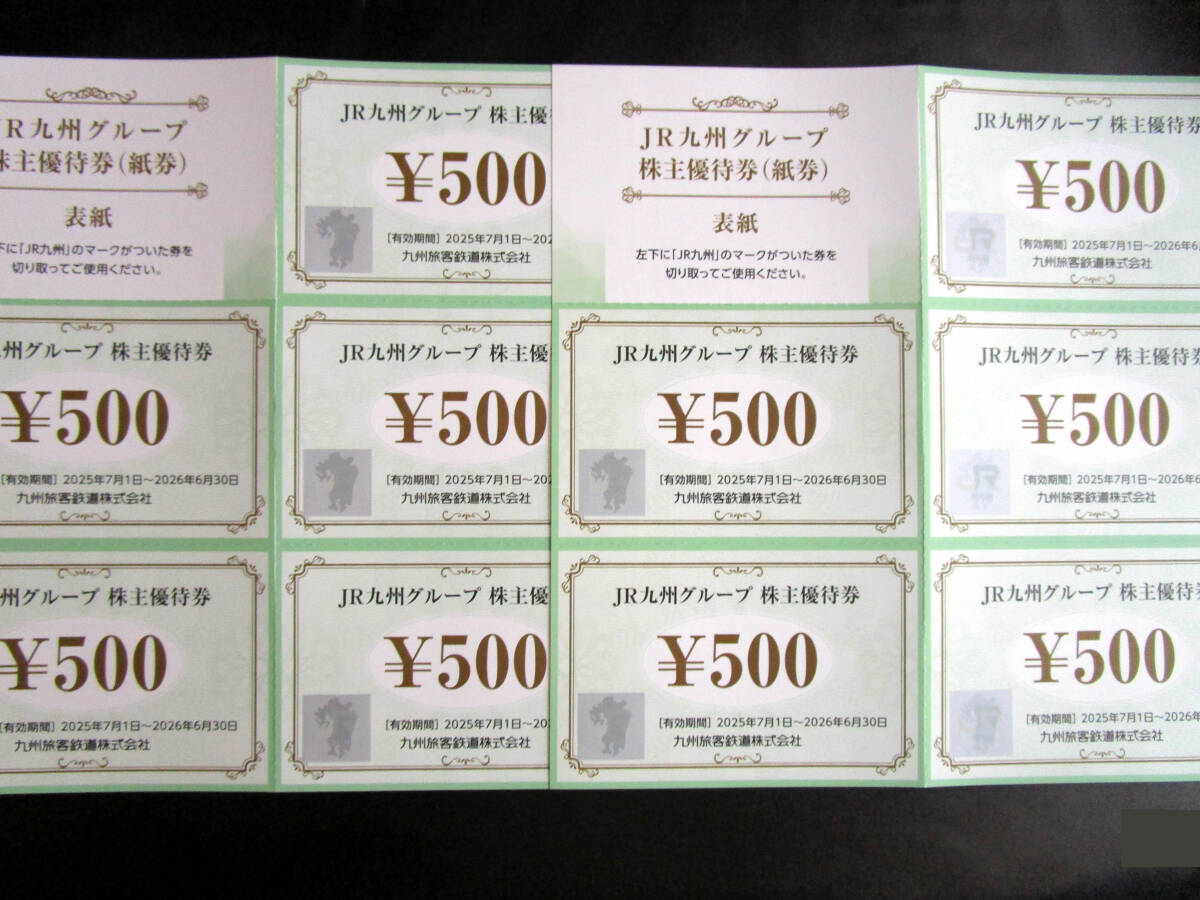 JR九州グループ
株主優待券(紙券)
表紙
下に「JR九州」のマークがついた券を
切り取ってご使用ください。
JR九州グループ 株主優待
¥500
[有効期間] 2025年7月1日〜202
九州旅客鉄道株式会社
JR九州グループ
株主優待券(紙券)
表紙
左下に「JR九州」のマークがついた券を
切り取ってご使用ください。
JR九州グループ 株主優待券
¥500
[有効期間] 2025年7月1日〜2026年6
九州旅客鉄道株式会社
州グループ 株主優待券
¥500
[有効期間] 2025年7月1日〜2026年6月30日
九州旅客鉄道株式会社
JR九州グループ 株主優待
¥500
[有効期間] 2025年7月1日〜202
九州旅客鉄道株式会社
JR九州グループ 株主優待券
¥500
[有効期間] 2025年7月1日〜2026年6月30日
九州旅客鉄道株式会社
JR九州グループ 株主優待券
¥500
[有効期間] 2025年7月1日〜2026年6
九州旅客鉄道株式会社
州グループ 株主優待券
¥500
[有効期間] 2025年7月1日〜2026年6月30日
九州旅客鉄道株式会社
JR九州グループ 株主優待
¥500
[有効期間] 2025年7月1日〜202
九州旅客鉄道株式会社
JR九州グループ 株主優待券
¥500
[有効期間] 2025年7月1日〜2026年6月30日
九州旅客鉄道株式会社
JR九州グループ 株主優待券
¥500
[有効期間] 2025年7月1日〜2026年
九州旅客鉄道株式会社